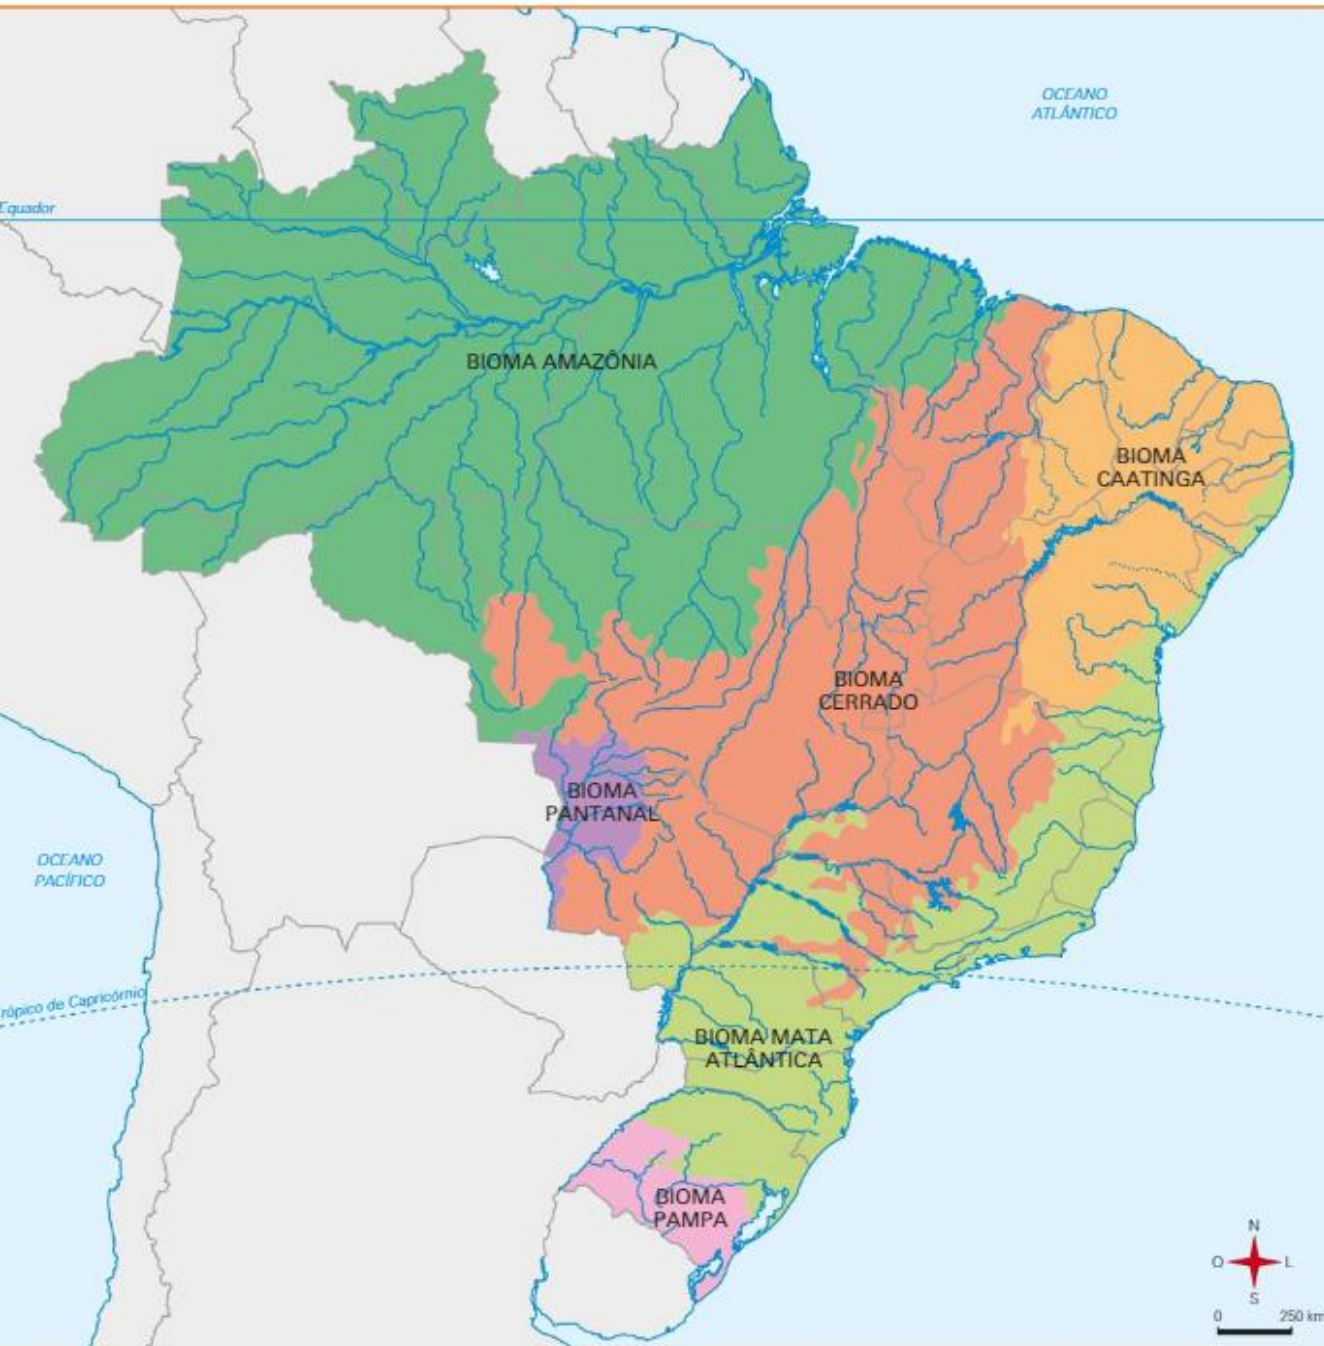 OCEANO
ATLÂNTICO
Equador
BIOMA AMAZÔNIA
BIOMA
CAATINGA
BIOMA
CERRADO
BIOMA
PANTANAL
OCEANO
PACÍFICO
rópico de Capricórnio
BIOMA MATA
ATLÂNTICA
BIOMA
PAMPA
N
O L
S
0 250 km